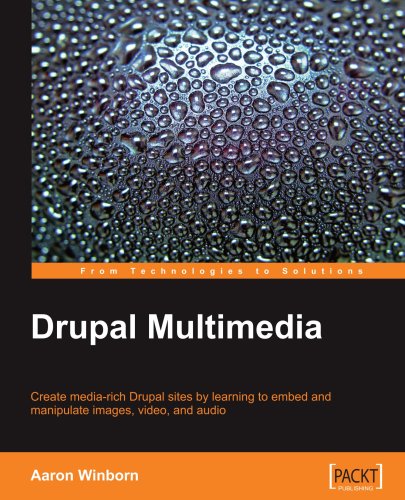 From Technologies to Solutions
Drupal Multimedia
Create media-rich Drupal sites by learning to embed and
manipulate images, video, and audio
Aaron Winborn
[PACKT]
PUBLISHING